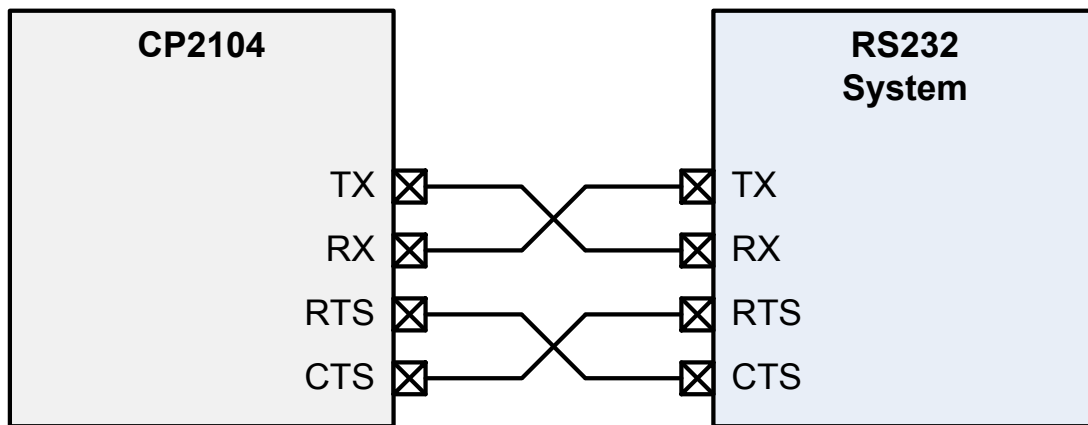 CP2104
RS232
System
TX
RX
RTS
CTS
TX
RX
RTS
CTS